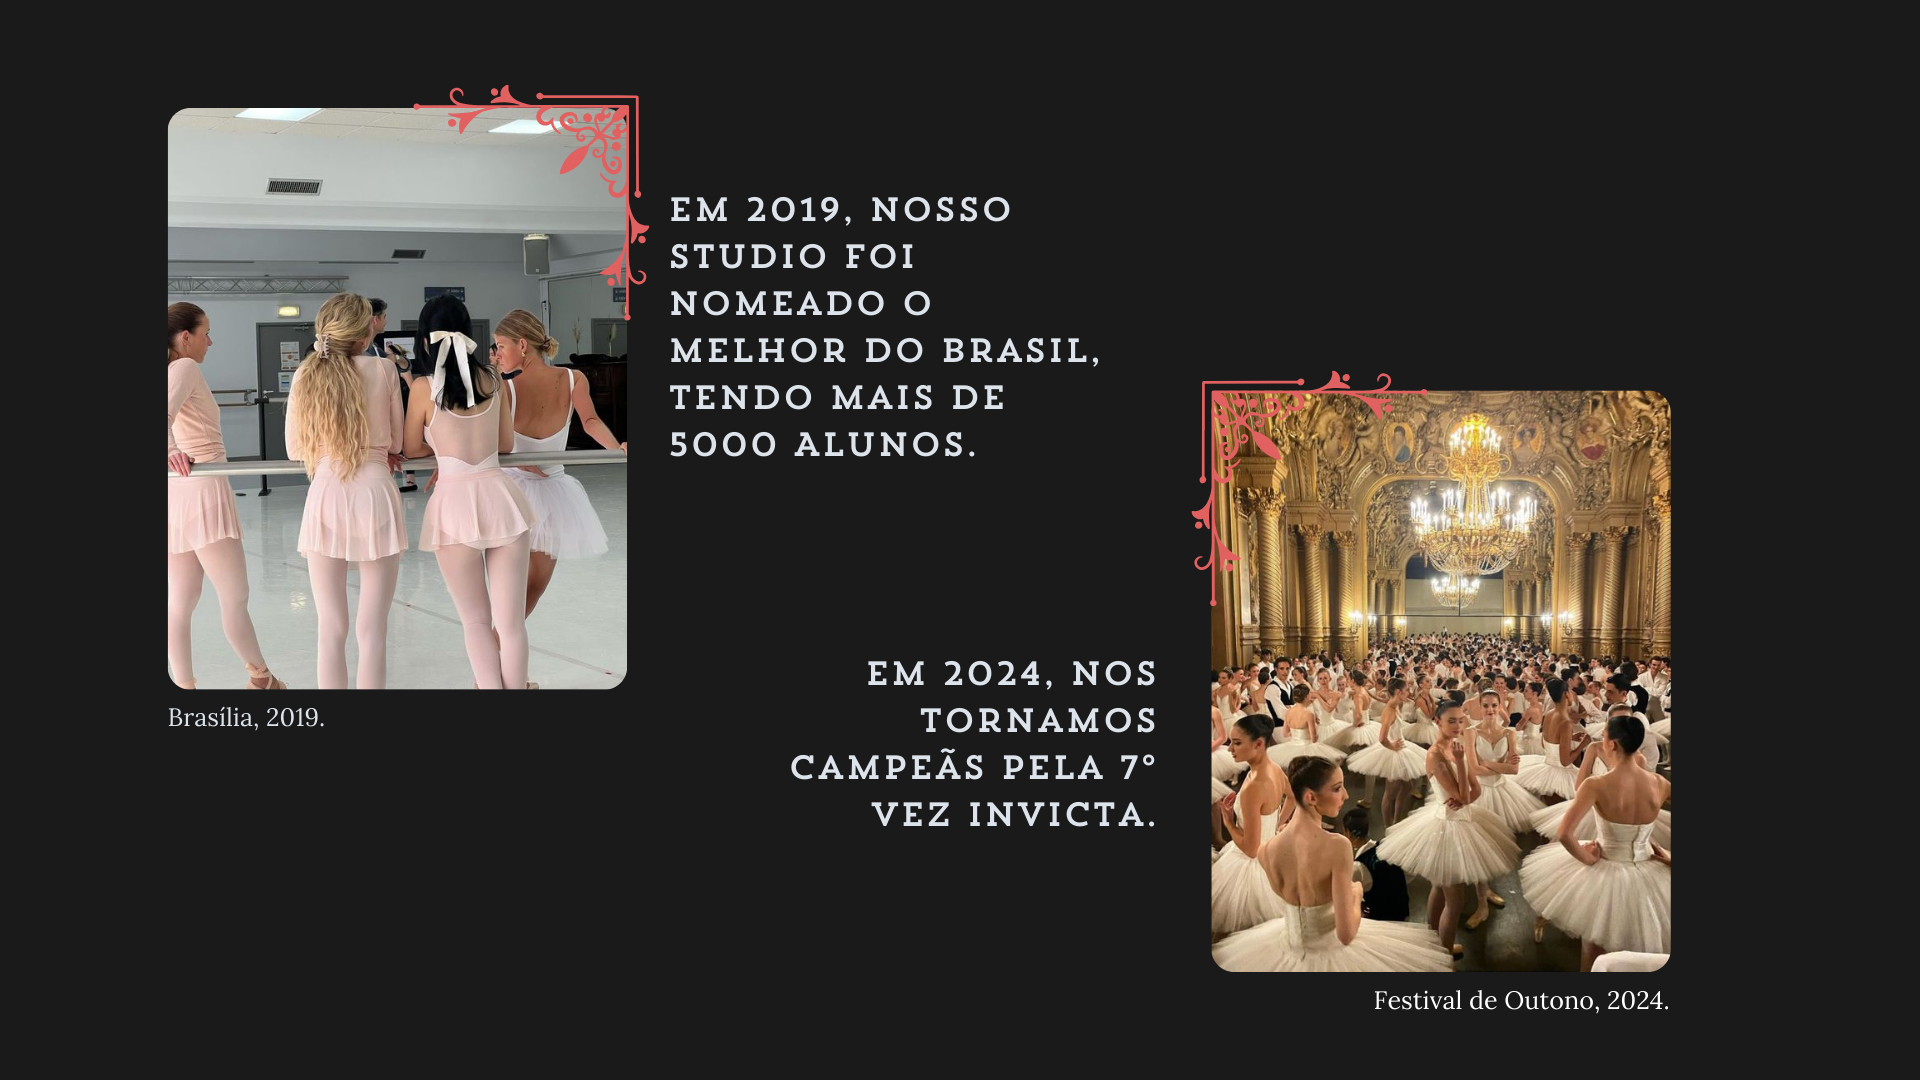 EM 2019, NOSSO
STUDIO FOI
NOMEADO O
MELHOR DO BRASIL,
TENDO MAIS DE
5000 ALUNOS.
Brasília, 2019.
EM 2024, NOS
TORNAMOS
CAMPEÃS PELA 7°
VEZ INVICTA.
Festival de Outono, 2024.